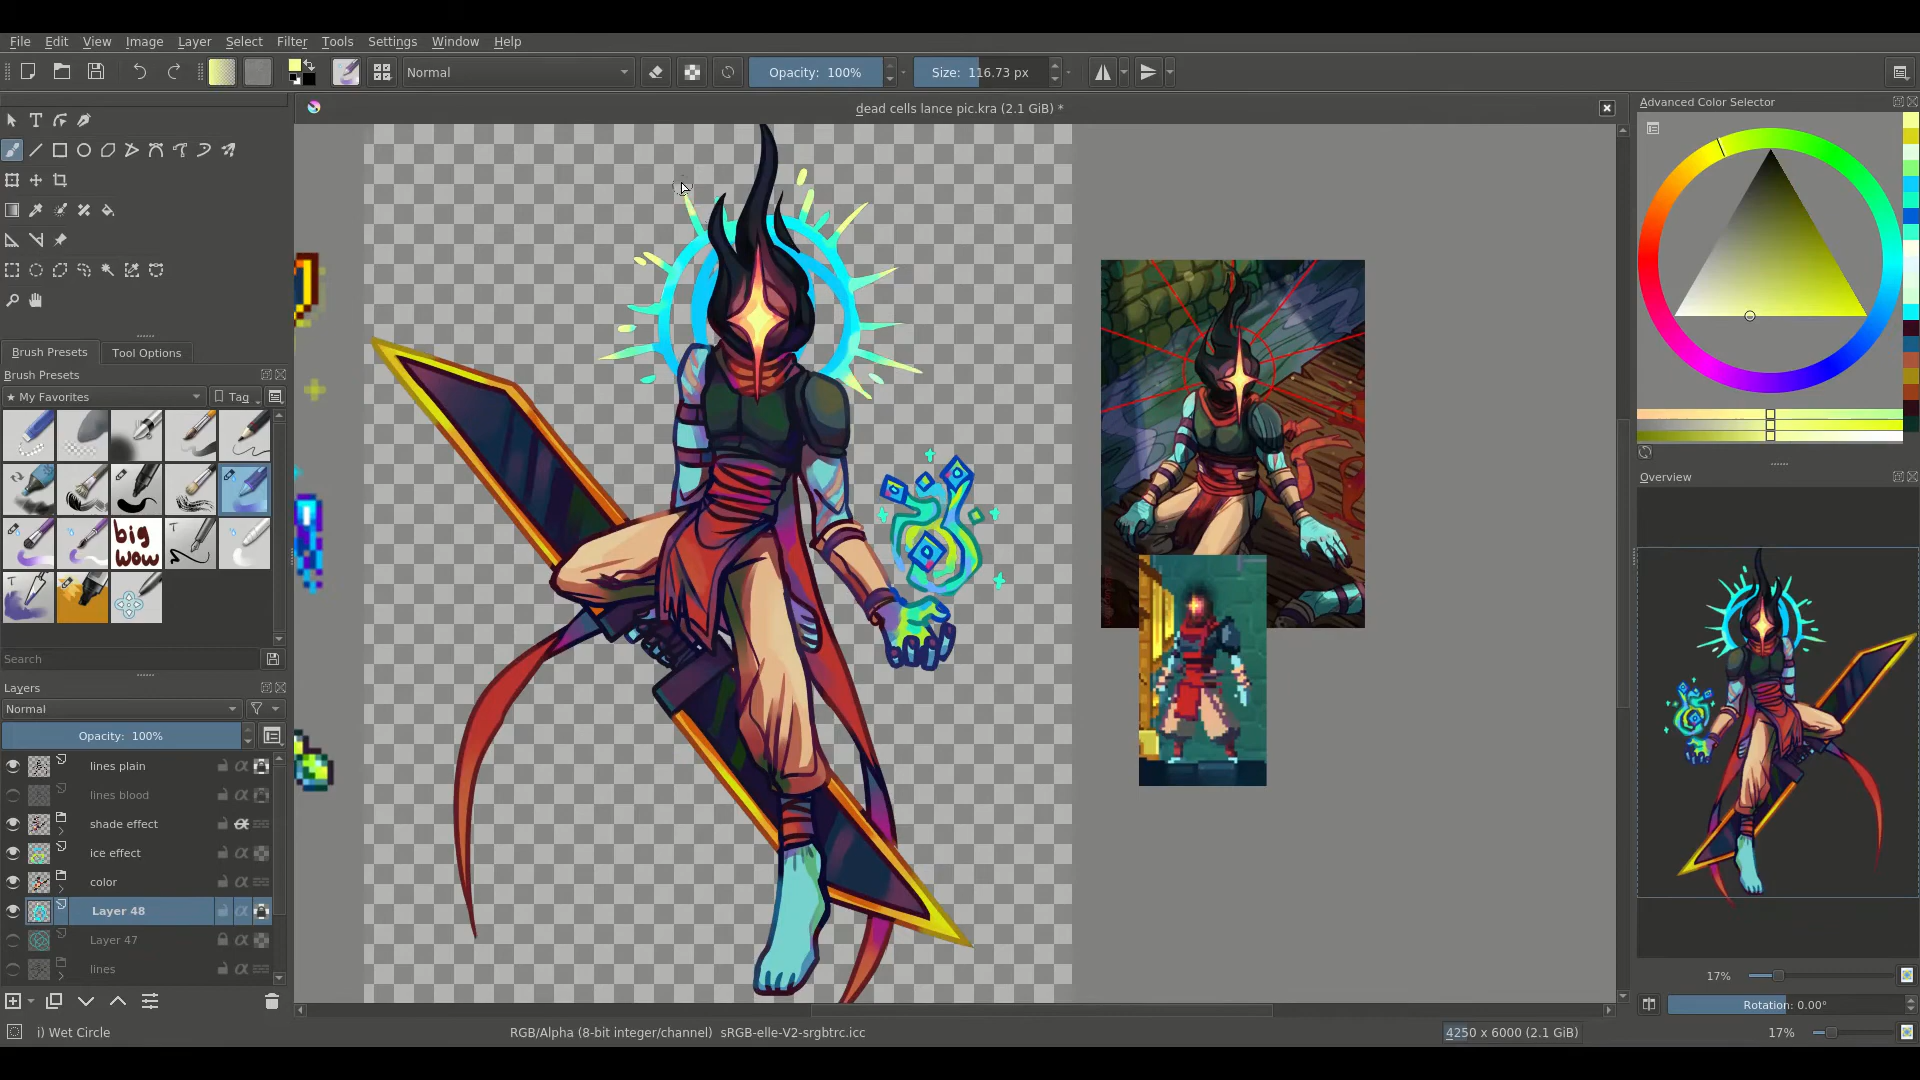 File Edit View Image Layer Select Filter Tools Settings Window Help
Normal Opacity: 100% Size: 116.73 px
dead cells lance pic.kra (2.1 GiB) *
Advanced Color Selector
Brush Presets Tool Options
Brush Presets
★ My Favorites Tag
big
wow
T
T
Search
Layers
Normal
Opacity: 100%
lines plain
lines blood
shade effect
ice effect
color
Layer 48
Layer 47
lines
Overview
17%
Rotation: 0.00°
i) Wet Circle
RGB/Alpha (8-bit integer/channel) sRGB-elle-V2-srgbtrc.icc
4250 x 6000 (2.1 GiB)
17%